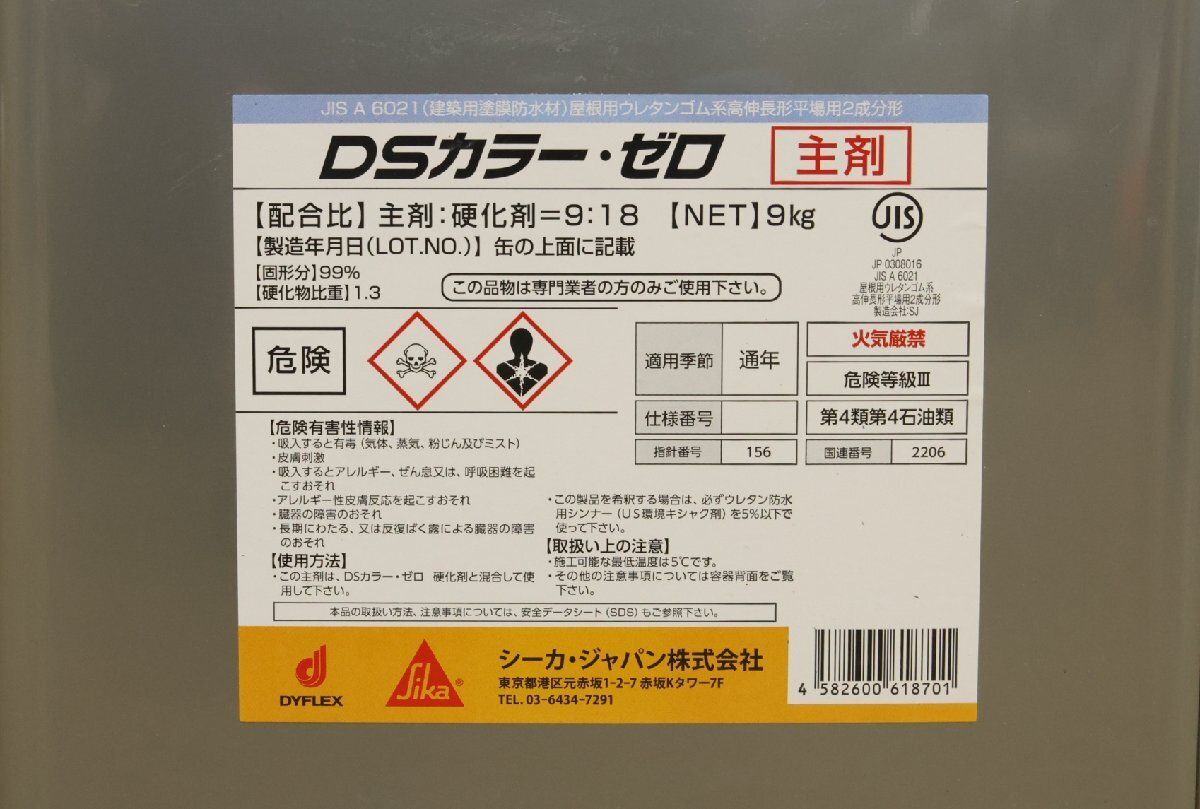 JIS A 6021(建築用塗膜防水材)屋根用ウレタンゴム系高伸長形平場用2成分形
DSカラー・ゼロ 主剤
【配合比】主剤:硬化剤=9:18 【NET】9kg
【製造年月日(LOT.NO.)】缶の上面に記載
【固形分】99%
【硬化物比重】1.3
この品物は専門業者の方のみご使用下さい。
JIS
JP
JP 0308016
JIS A 6021
屋根用ウレタンゴム系
高伸長形平場用2成分形
製造会社:SJ
危険
適用季節 通年
仕様番号
指針番号 156
火気厳禁
危険等級Ⅲ
第4類第4石油類
国連番号 2206
【危険有害性情報】
・吸入すると有毒(気体、蒸気、粉じん及びミスト)
・皮膚刺激
・吸入するとアレルギー、ぜん息又は、呼吸困難を起
こすおそれ
・アレルギー性皮膚反応を起こすおそれ
・臓器の障害のおそれ
・長期にわたる、又は反復ばく露による臓器の障害
のおそれ
【使用方法】
・この主剤は、DSカラー・ゼロ 硬化剤と混合して使
用して下さい。
・この製品を希釈する場合は、必ずウレタン防水
用シンナー(US環境キシャク剤)を5%以下で
使って下さい。
【取扱い上の注意】
・施工可能な最低温度は5℃です。
・その他の注意事項については容器背面をご覧
下さい。
本品の取扱い方法、注意事項については、安全データシート(SDS)もご参照下さい。
DYFLEX
Sika®
シーカ・ジャパン株式会社
東京都港区元赤坂1-2-7 赤坂Kタワー7F
TEL. 03-6434-7291
4 582600 618701